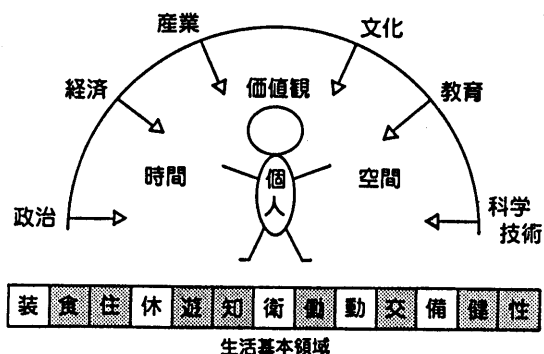 産業
文化
経済
価値観
教育
時間
個人
空間
政治
科学
技術
装 食 住 休 遊 知 衛 働 動 交 備 健 性
生活基本領域